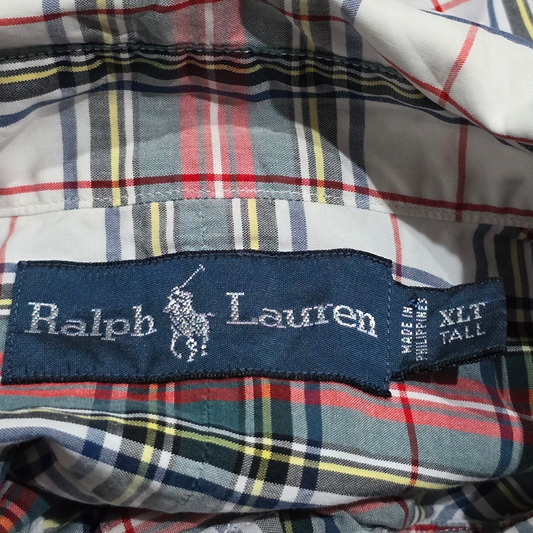 Ralph Lauren
MADE IN
PHILIPPINES
XLT
TALL